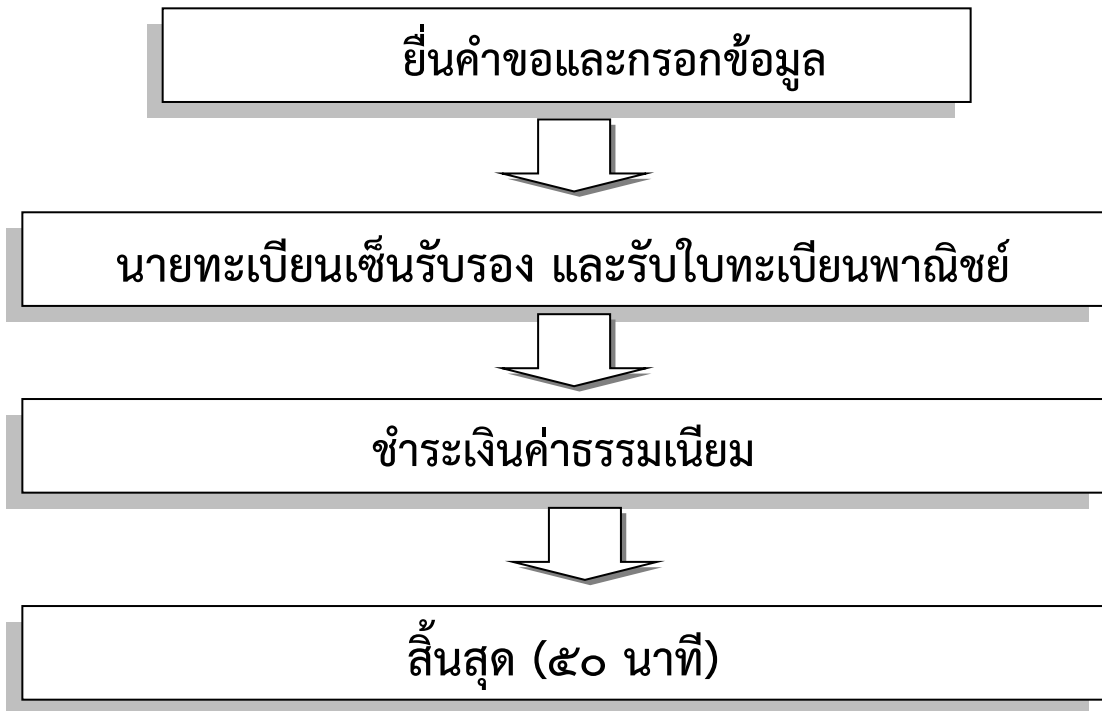 ยื่นคำขอและกรอกข้อมูล
นายทะเบียนเซ็นรับรอง และรับใบทะเบียนพาณิชย์
ชำระเงินค่าธรรมเนียม
สิ้นสุด (๕๐ นาที)